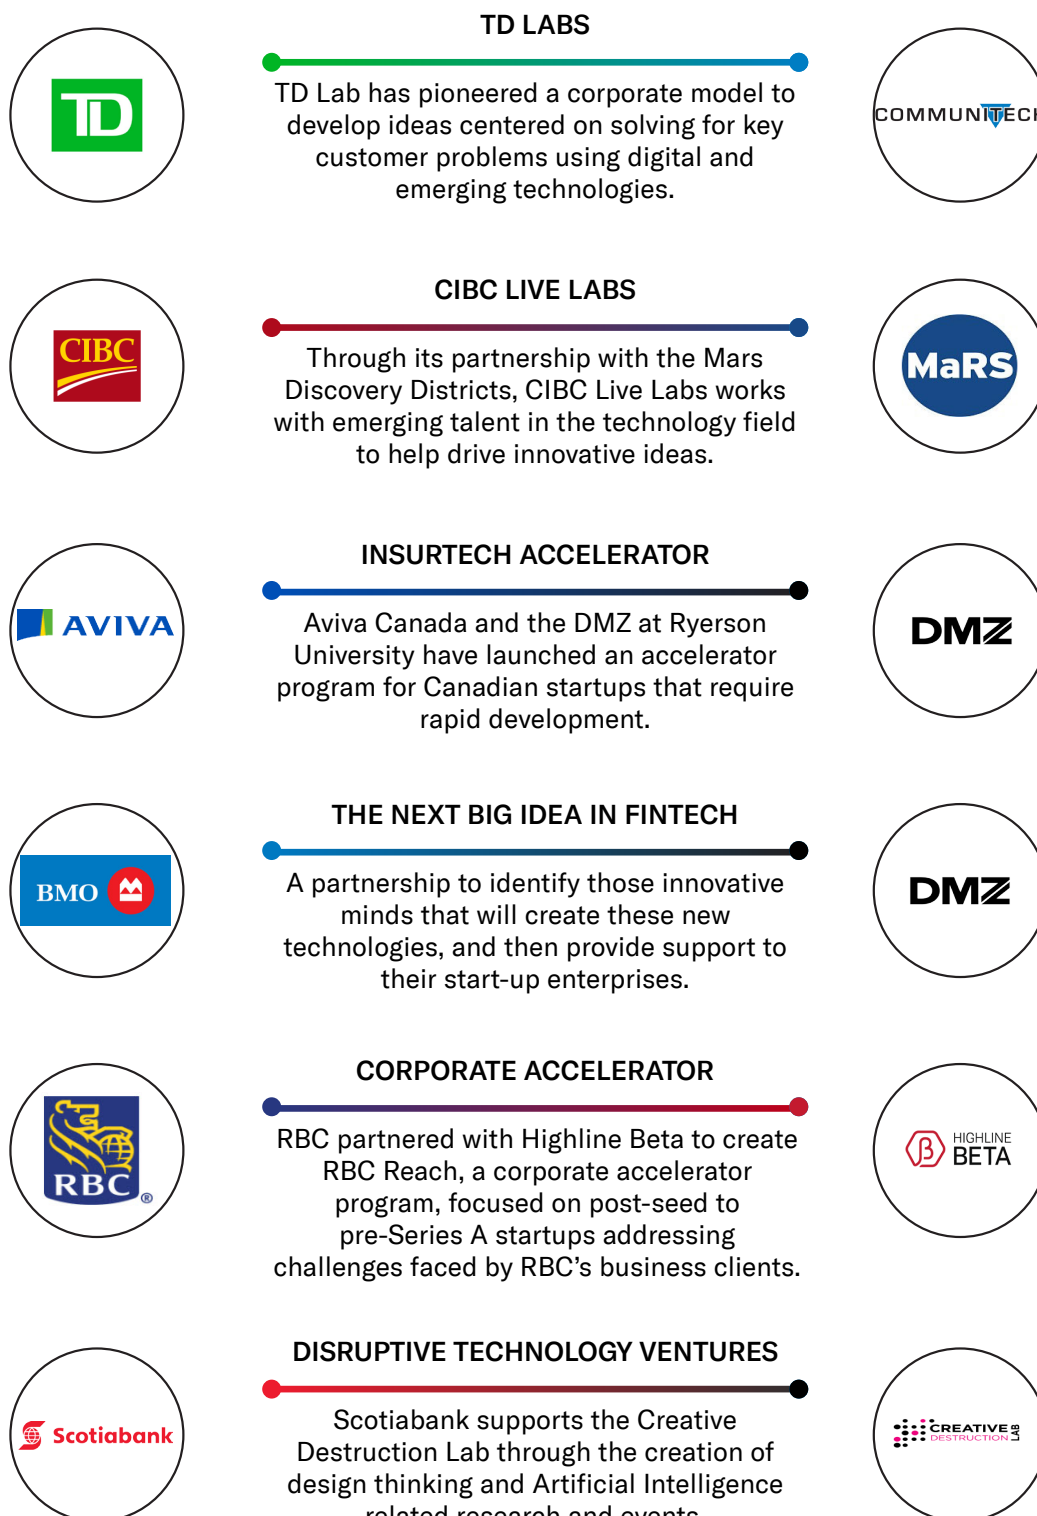 TD LABS
TD
TD Lab has pioneered a corporate model to
develop ideas centered on solving for key
customer problems using digital and
emerging technologies.
COMMUNITECH
CIBC LIVE LABS
CIBC
Through its partnership with the Mars
Discovery Districts, CIBC Live Labs works
with emerging talent in the technology field
to help drive innovative ideas.
MaRS
INSURTECH ACCELERATOR
AVIVA
Aviva Canada and the DMZ at Ryerson
University have launched an accelerator
program for Canadian startups that require
rapid development.
DMZ
THE NEXT BIG IDEA IN FINTECH
BMO
A partnership to identify those innovative
minds that will create these new
technologies, and then provide support to
their start-up enterprises.
DMZ
CORPORATE ACCELERATOR
RBC ®
RBC partnered with Highline Beta to create
RBC Reach, a corporate accelerator
program, focused on post-seed to
pre-Series A startups addressing
challenges faced by RBC’s business clients.
HIGHLINE
BETA
DISRUPTIVE TECHNOLOGY VENTURES
Scotiabank
Scotiabank supports the Creative
Destruction Lab through the creation of
design thinking and Artificial Intelligence
related research and events
CREATIVE
DESTRUCTION
LAB